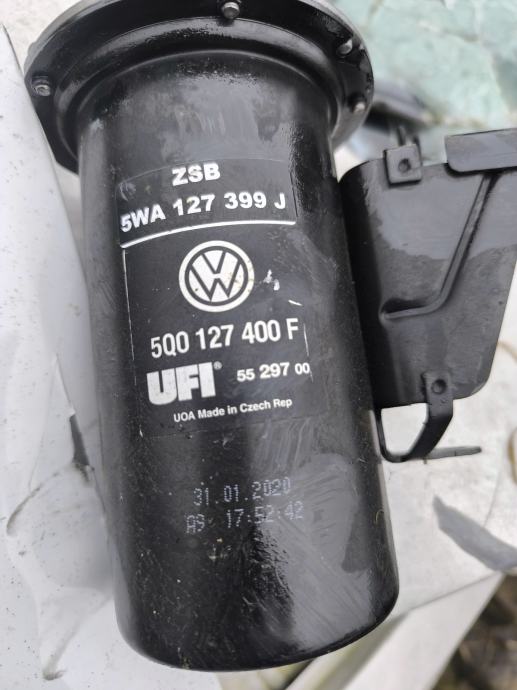 ZSB
5WA 127 399 J
5Q0 127 400 F
UFI® 55 297 00
UOA Made in Czech Rep
31.01.2020
A9 17:52:42